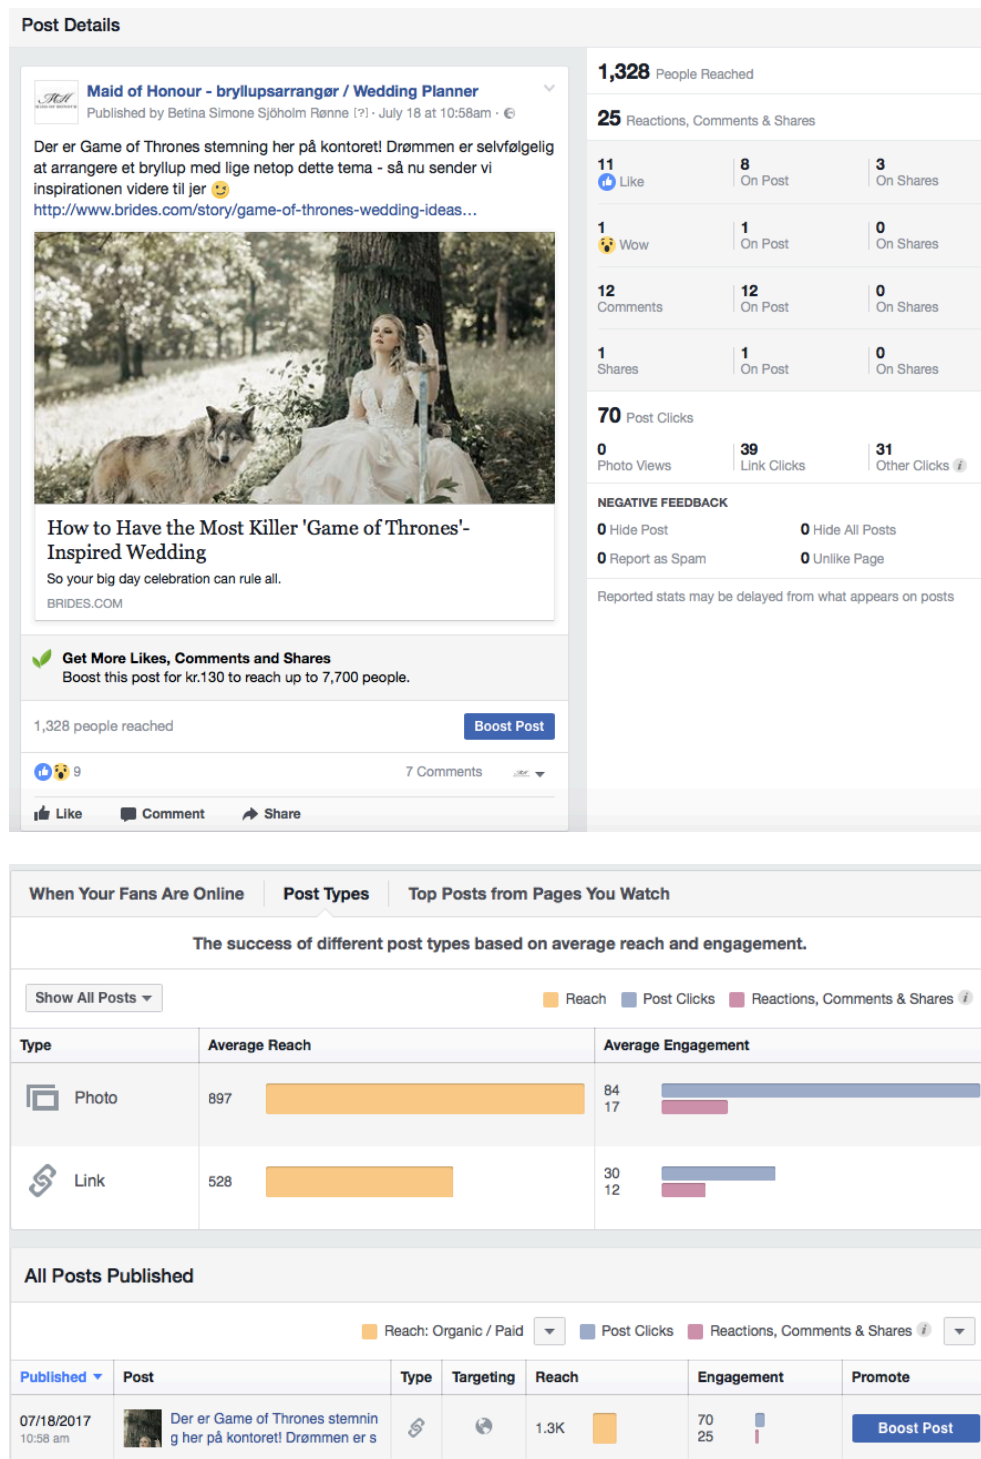 Post Details
Maid of Honour - bryllupsarrangør / Wedding Planner
Published by Betina Simone Sjöholm Rønne [?] · July 18 at 10:58am ·
Der er Game of Thrones stemning her på kontoret! Drømmen er selvfølgelig
at arrangere et bryllup med lige netop dette tema - så nu sender vi
inspirationen videre til jer
http://www.brides.com/story/game-of-thrones-wedding-ideas...
How to Have the Most Killer 'Game of Thrones'-
Inspired Wedding
So your big day celebration can rule all.
BRIDES.COM
Get More Likes, Comments and Shares
Boost this post for kr.130 to reach up to 7,700 people.
1,328 people reached
Boost Post
9
7 Comments
Like Comment Share
1,328 People Reached
25 Reactions, Comments & Shares
11 8 3
Like On Post On Shares
1 1 0
Wow On Post On Shares
12 12 0
Comments On Post On Shares
1 1 0
Shares On Post On Shares
70 Post Clicks
0 39 31
Photo Views Link Clicks Other Clicks i
NEGATIVE FEEDBACK
0 Hide Post 0 Hide All Posts
0 Report as Spam 0 Unlike Page
Reported stats may be delayed from what appears on posts
When Your Fans Are Online Post Types Top Posts from Pages You Watch
The success of different post types based on average reach and engagement.
Show All Posts Reach Post Clicks Reactions, Comments & Shares i
Type Average Reach Average Engagement
Photo 897 84
17
Link 528 30
12
All Posts Published
Reach: Organic / Paid Post Clicks Reactions, Comments & Shares i
Published Post Type Targeting Reach Engagement Promote
07/18/2017 Der er Game of Thrones stemnin 1.3K 70 Boost Post
10:58 am g her på kontoret! Drømmen er s 25